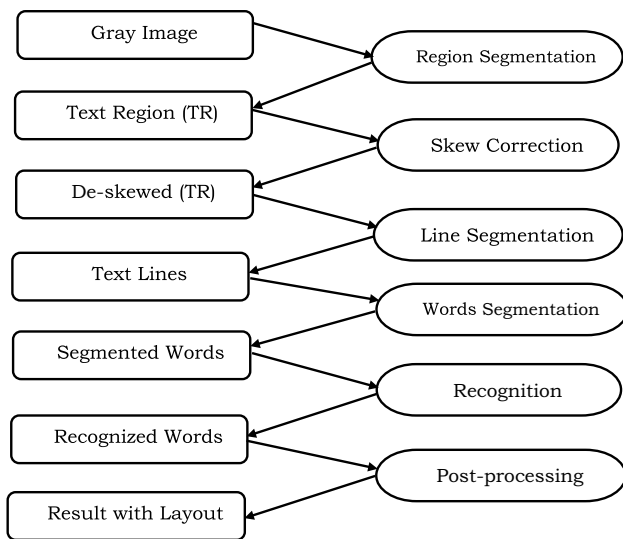 Gray Image
Region Segmentation
Text Region (TR)
Skew Correction
De-skewed (TR)
Line Segmentation
Text Lines
Words Segmentation
Segmented Words
Recognition
Recognized Words
Post-processing
Result with Layout